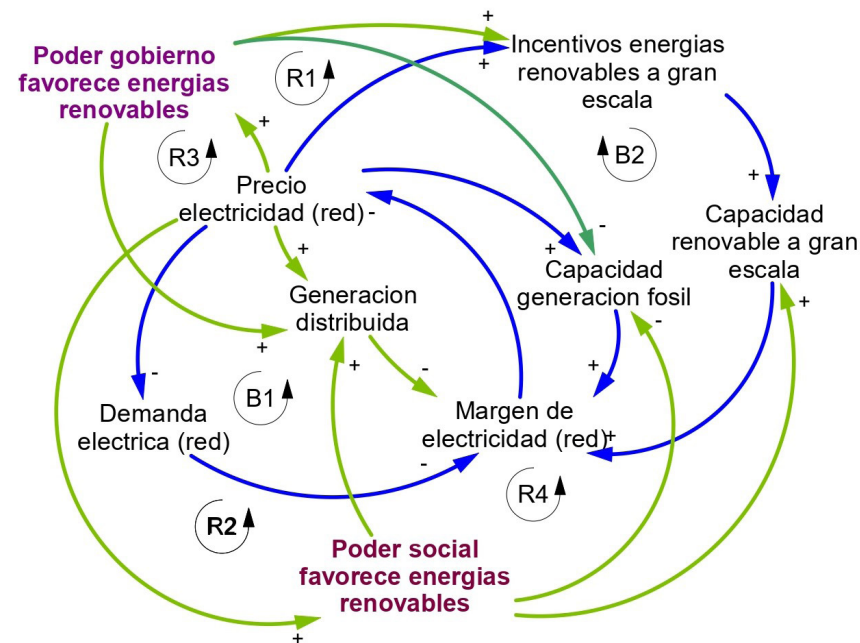 +
Poder gobierno
favorece energias
renovables
R1
+
Incentivos energias
renovables a gran
escala
+
R3
B2
Precio
electricidad (red)
-
+
+
-
+
Capacidad
renovable a gran
escala
Capacidad
generacion fosil
Generacion
distribuida
+
-
+
+
-
+
-
B1
Demanda
electrica (red)
Margen de
electricidad (red)
+
-
R4
R2
Poder social
favorece energias
renovables
+